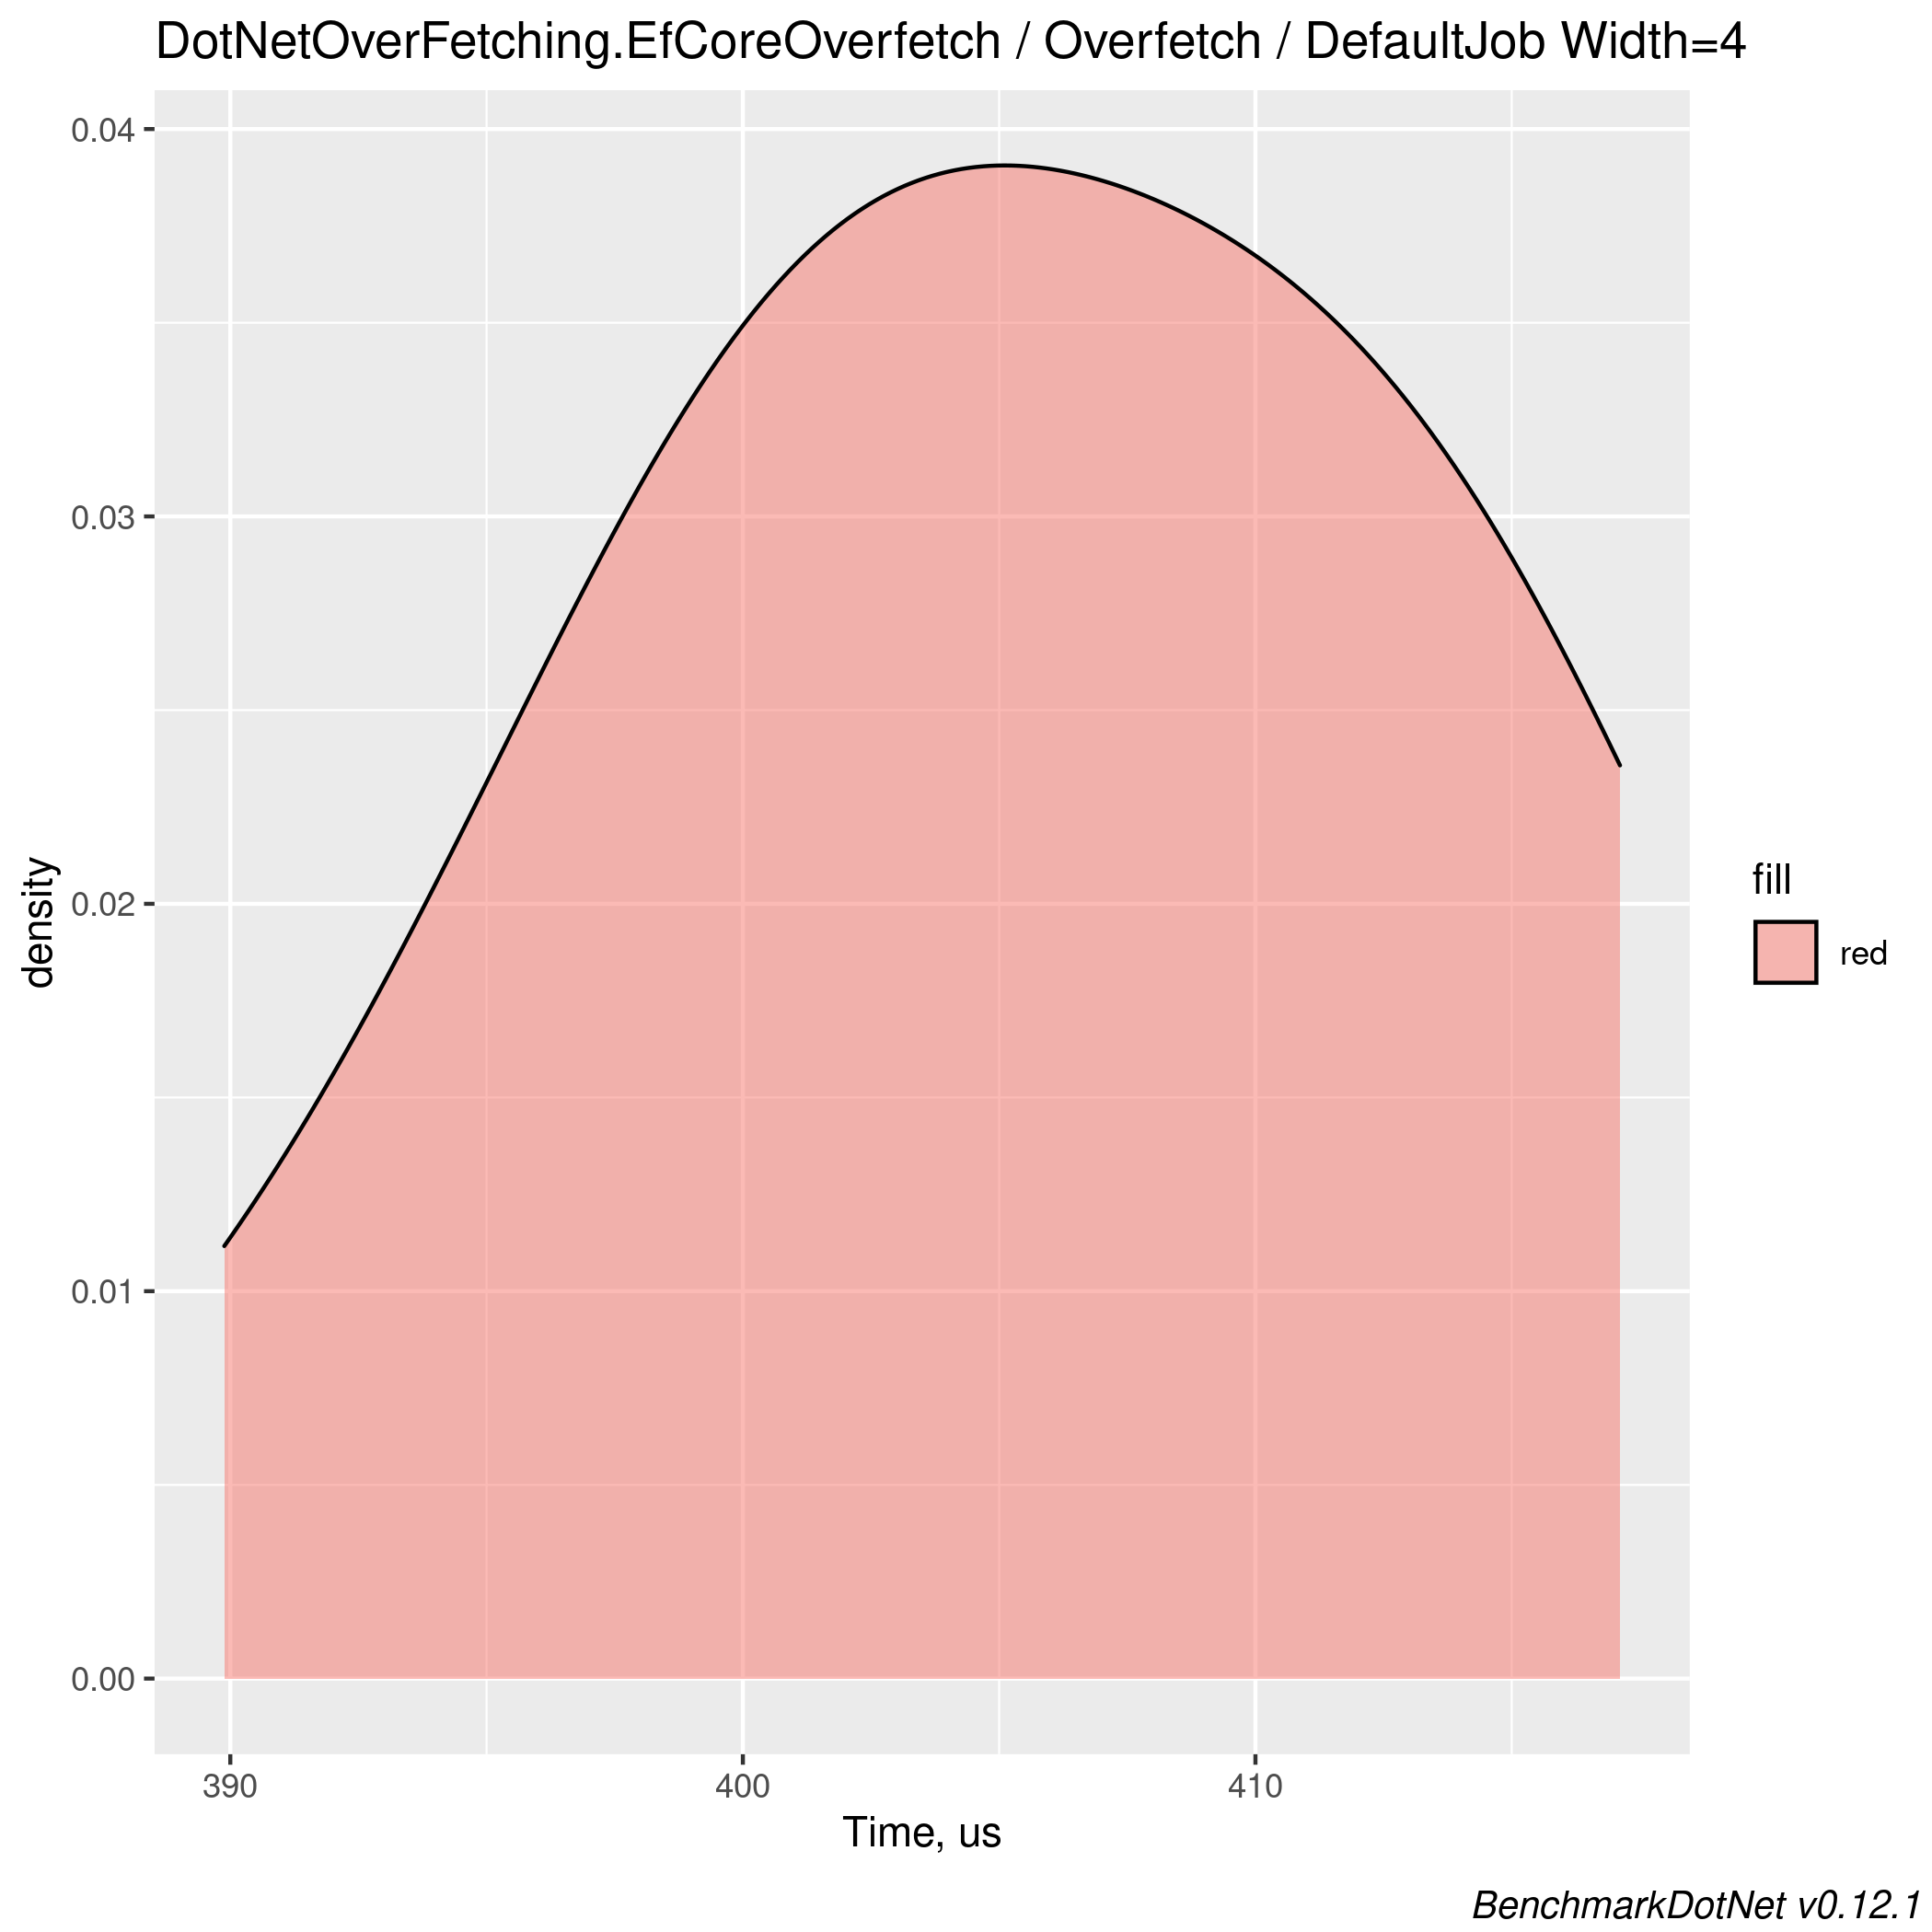 DotNetOverFetching.EfCoreOverfetch / Overfetch / DefaultJob Width=4
0.04
0.03
0.02
0.01
0.00
density
390 400 410
Time, us
fill
red
BenchmarkDotNet v0.12.1